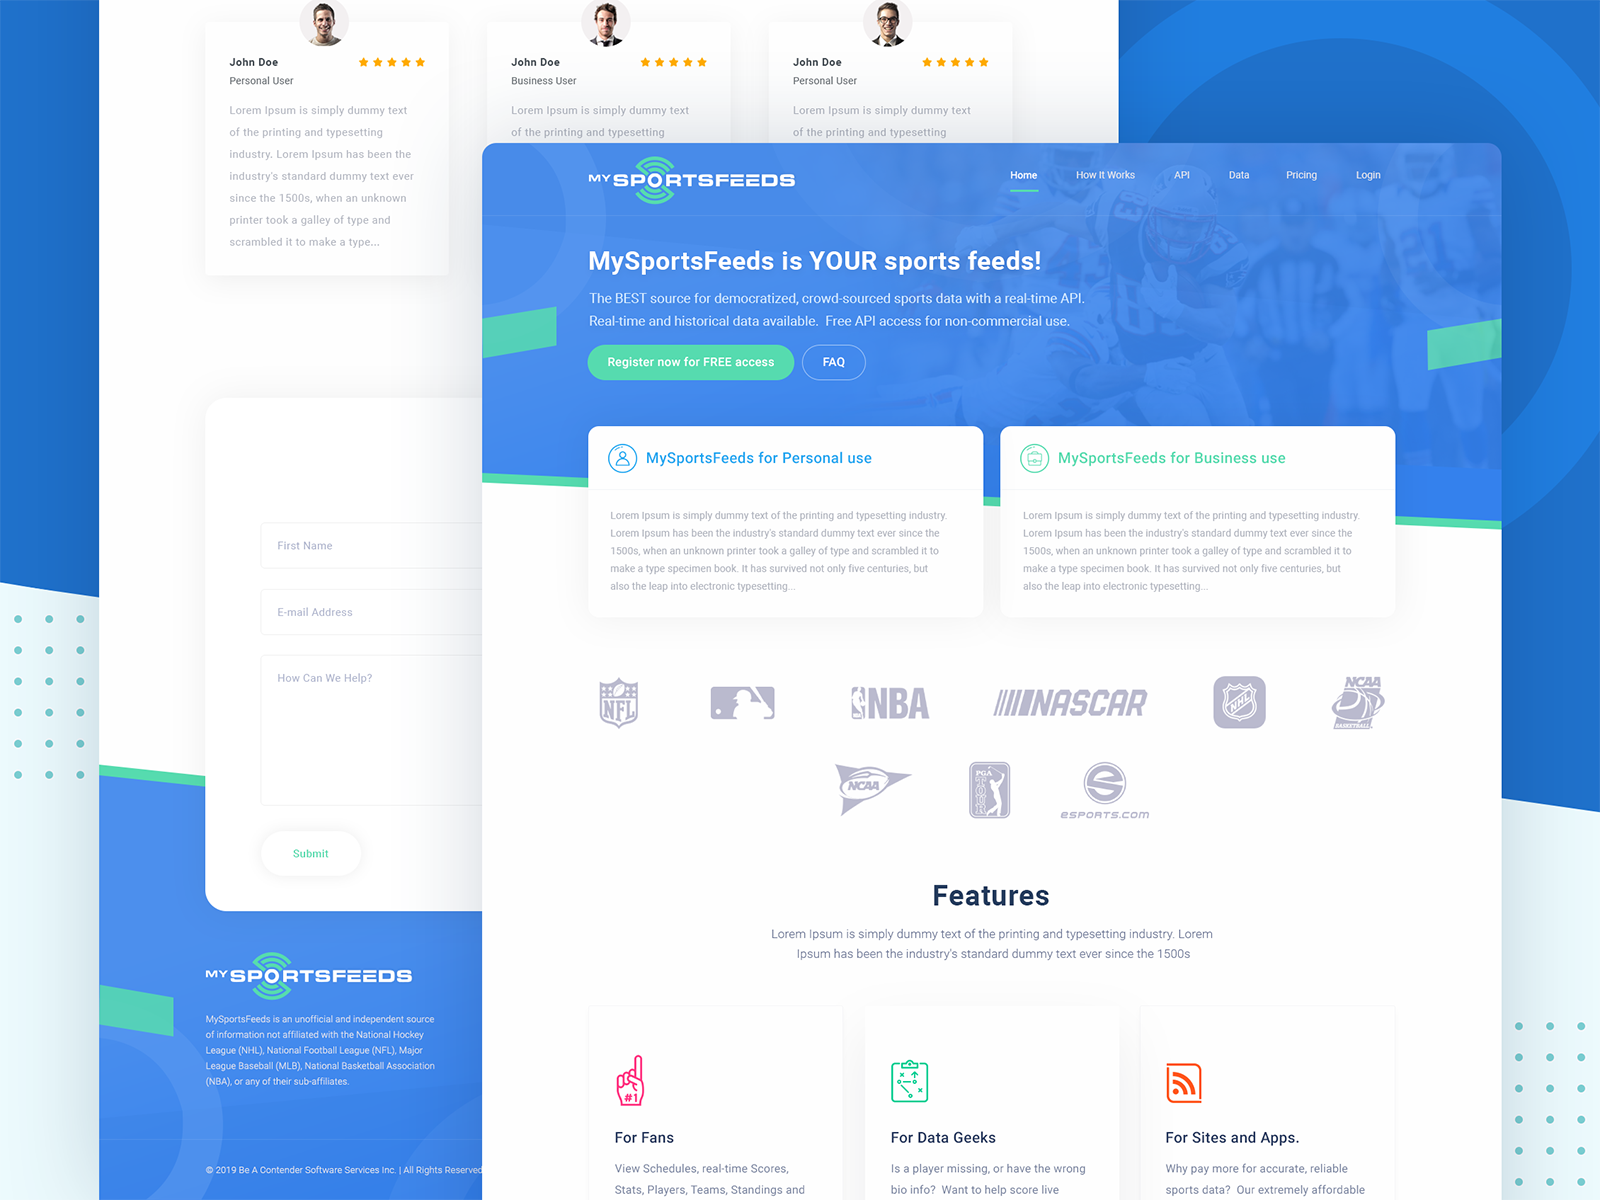 John Doe
Personal User
Lorem Ipsum is simply dummy text
of the printing and typesetting
industry. Lorem Ipsum has been the
industry's standard dummy text ever
since the 1500s, when an unknown
printer took a galley of type and
scrambled it to make a type...
John Doe
Business User
Lorem Ipsum is simply dummy text
of the printing and typesetting
John Doe
Personal User
Lorem Ipsum is simply dummy text
of the printing and typesetting
First Name
E-mail Address
How Can We Help?
Submit
MY SPORTSFEEDS
MySportsFeeds is an unofficial and independent source
of information not affiliated with the National Hockey
League (NHL), National Football League (NFL), Major
League Baseball (MLB), National Basketball Association
(NBA), or any of their sub-affiliates.
© 2019 Be A Contender Software Services Inc. | All Rights Reserved
MY SPORTSFEEDS
Home
How It Works
API
Data
Pricing
Login
MySportsFeeds is YOUR sports feeds!
The BEST source for democratized, crowd-sourced sports data with a real-time API.
Real-time and historical data available. Free API access for non-commercial use.
Register now for FREE access
FAQ
MySportsFeeds for Personal use
Lorem Ipsum is simply dummy text of the printing and typesetting industry.
Lorem Ipsum has been the industry's standard dummy text ever since the
1500s, when an unknown printer took a galley of type and scrambled it to
make a type specimen book. It has survived not only five centuries, but
also the leap into electronic typesetting...
MySportsFeeds for Business use
Lorem Ipsum is simply dummy text of the printing and typesetting industry.
Lorem Ipsum has been the industry's standard dummy text ever since the
1500s, when an unknown printer took a galley of type and scrambled it to
make a type specimen book. It has survived not only five centuries, but
also the leap into electronic typesetting...
NFL
NBA
NASCAR
NHL
NCAA
BASKETBALL
NCAA
PGA
TOUR
eSPORTS.COM
Features
Lorem Ipsum is simply dummy text of the printing and typesetting industry. Lorem
Ipsum has been the industry's standard dummy text ever since the 1500s
#1
For Fans
View Schedules, real-time Scores,
Stats, Players, Teams, Standings and
For Data Geeks
Is a player missing, or have the wrong
bio info? Want to help score live
For Sites and Apps.
Why pay more for accurate, reliable
sports data? Our extremely affordable